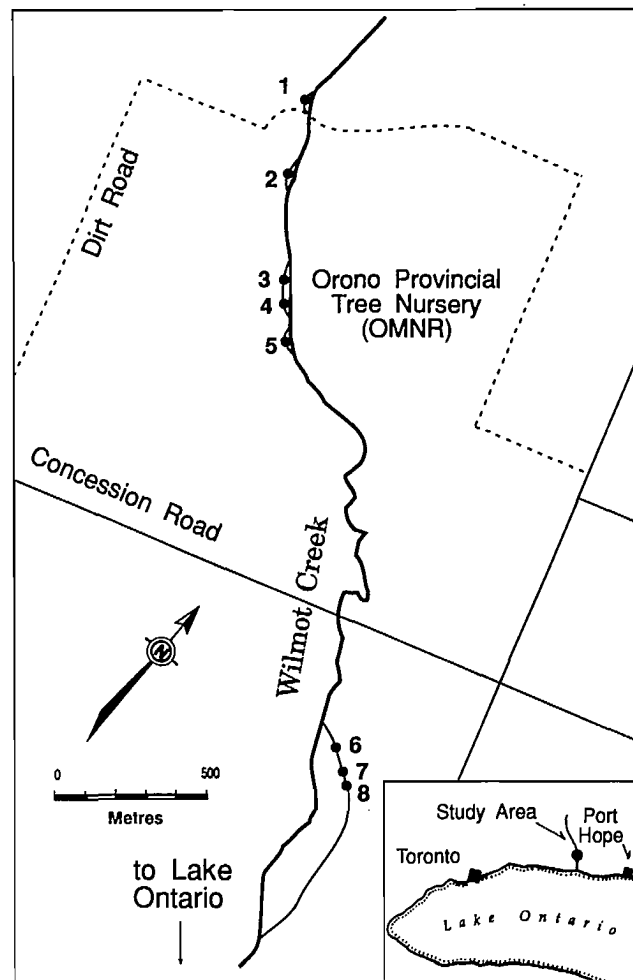 1
Dirt Road
2
3
Orono Provincial
Tree Nursery
(OMNR)
4
5
Concession Road
Wilmot Creek
N
6
7
8
0 500
Metres
to Lake
Ontario
Study Area
Port
Hope
Toronto
Lake Ontario